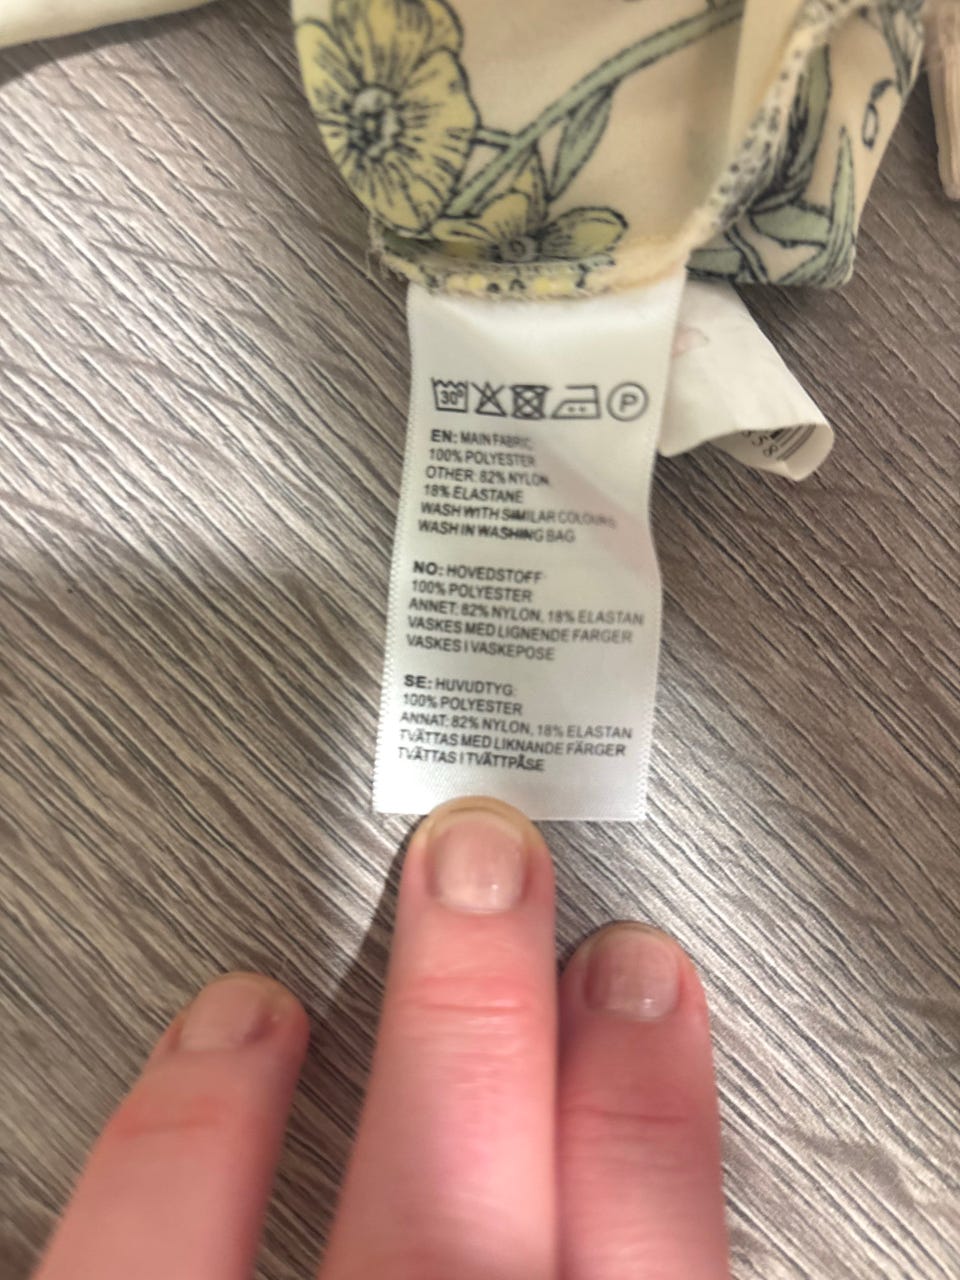 30° P
EN: MAIN FABRIC:
100% POLYESTER
OTHER: 82% NYLON
18% ELASTANE
WASH WITH SIMILAR COLOURS
WASH IN WASHING BAG
NO: HOVEDSTOFF:
100% POLYESTER
ANNET: 82% NYLON, 18% ELASTAN
VASKES MED LIGNENDE FARGER
VASKES I VASKEPOSE
SE: HUVUDTYG:
100% POLYESTER
ANNAT: 82% NYLON, 18% ELASTAN
TVÄTTAS MED LIKNANDE FÄRGER
TVÄTTAS I TVÄTTPÅSE